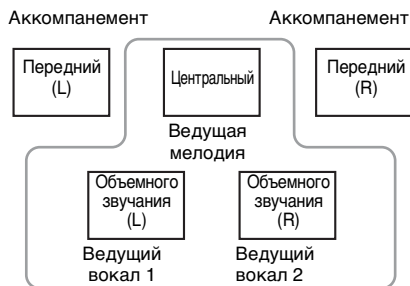 Аккомпанемент
Аккомпанемент
Передний
(L)
Центральный
Передний
(R)
Ведущая
мелодия
Объемного
звучания
(L)
Объемного
звучания
(R)
Ведущий
вокал 1
Ведущий
вокал 2